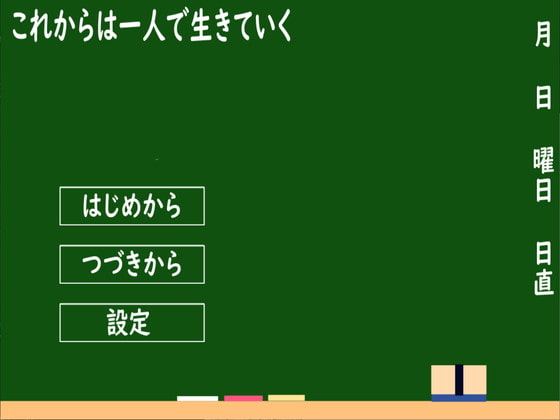 これからは一人で生きていく
はじめから
つづきから
設定
月日曜日日直